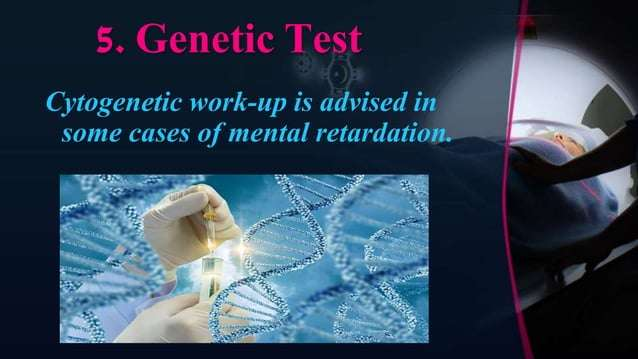 5. Genetic Test
Cytogenetic work-up is advised in
some cases of mental retardation.